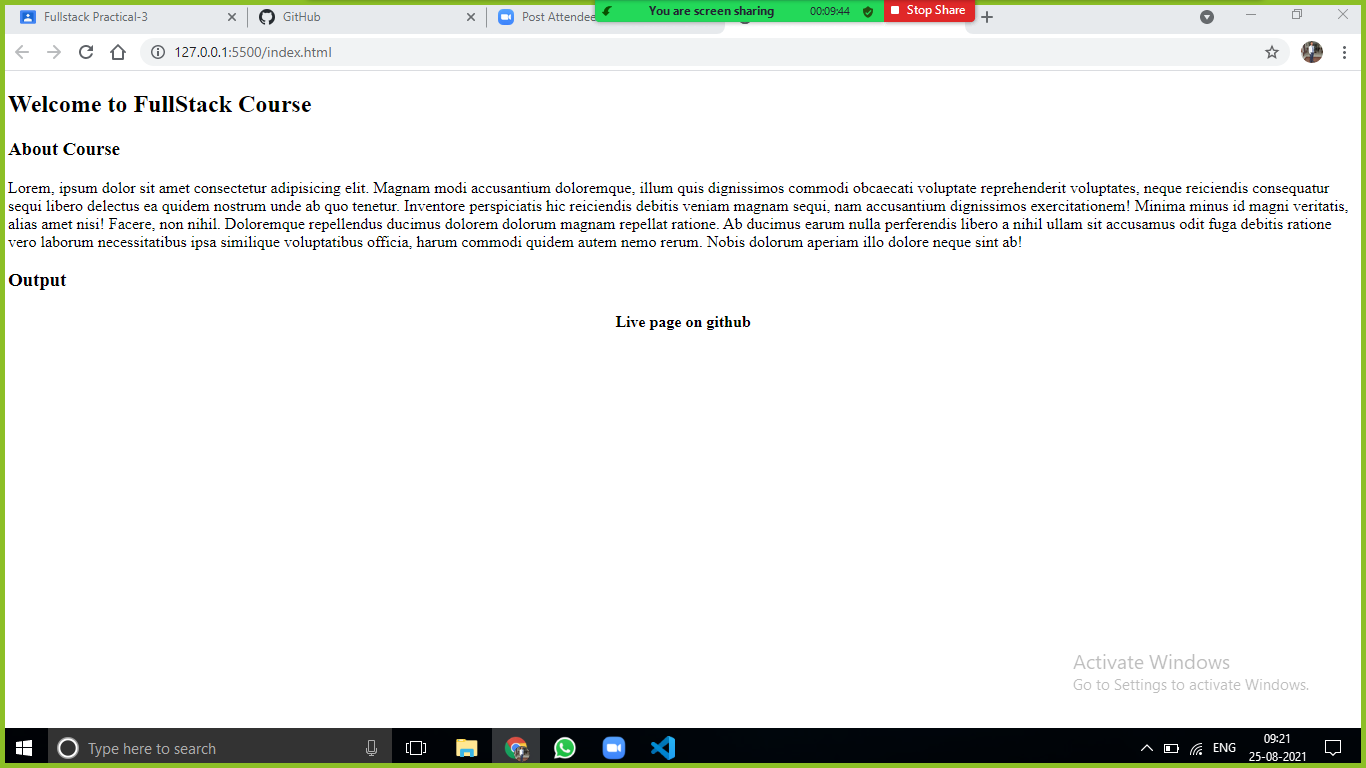 Fullstack Practical-3
GitHub
Post Attendee
You are screen sharing
00:09:44
Stop Share
127.0.0.1:5500/index.html
Welcome to FullStack Course
About Course
Lorem, ipsum dolor sit amet consectetur adipisicing elit. Magnam modi accusantium doloremque, illum quis dignissimos commodi obcaecati voluptate reprehenderit voluptates, neque reiciendis consequatur
sequi libero delectus ea quidem nostrum unde ab quo tenetur. Inventore perspiciatis hic reiciendis debitis veniam magnam sequi, nam accusantium dignissimos exercitationem! Minima minus id magni veritatis,
alias amet nisi! Facere, non nihil. Doloremque repellendus ducimus dolorem dolorum magnam repellat ratione. Ab ducimus earum nulla perferendis libero a nihil ullam sit accusamus odit fuga debitis ratione
vero laborum necessitatibus ipsa similique voluptatibus officia, harum commodi quidem autem nemo rerum. Nobis dolorum aperiam illo dolore neque sint ab!
Output
Live page on github
Activate Windows
Go to Settings to activate Windows.
Type here to search
ENG
09:21
25-08-2021